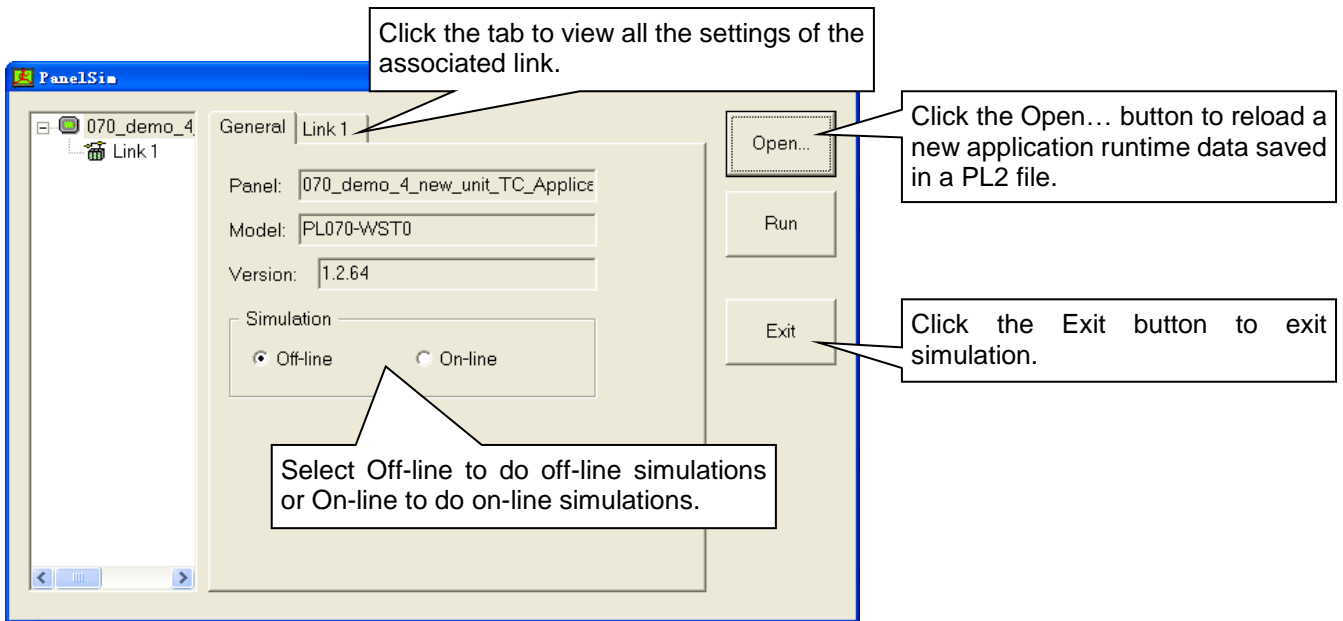 Click the tab to view all the settings of the
associated link.
PanelSim
070_demo_4
Link 1
General
Link 1
Panel: 070_demo_4_new_unit_TC_Applica
Model: PL070-WST0
Version: 1.2.64
Simulation
Off-line
On-line
Select Off-line to do off-line simulations
or On-line to do on-line simulations.
Open...
Run
Exit
Click the Open… button to reload a
new application runtime data saved
in a PL2 file.
Click the Exit button to exit
simulation.